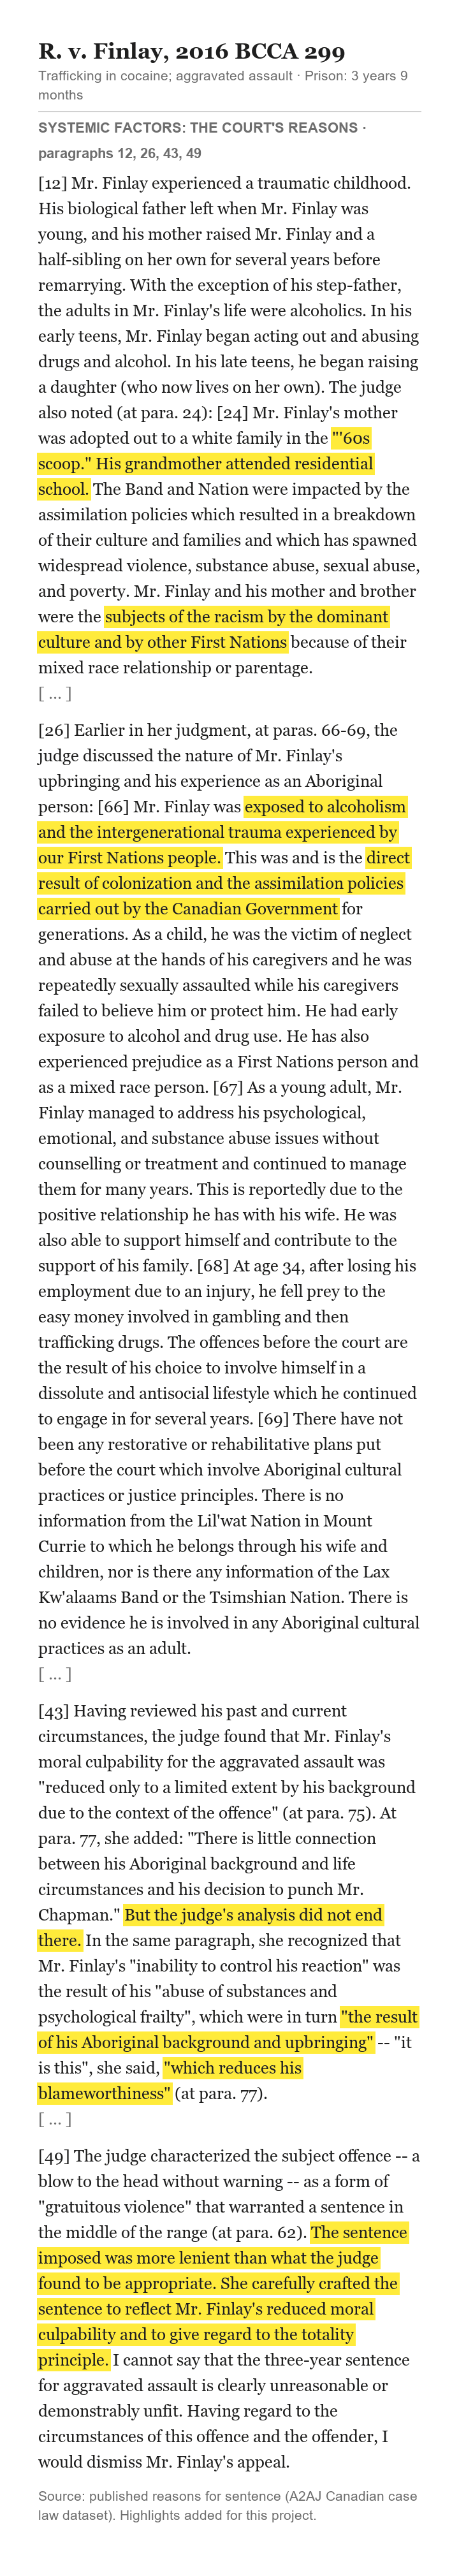 R. v. Finlay, 2016 BCCA 299
Trafficking in cocaine; aggravated assault · Prison: 3 years 9
months
SYSTEMIC FACTORS: THE COURT'S REASONS ·
paragraphs 12, 26, 43, 49
[12] Mr. Finlay experienced a traumatic childhood.
His biological father left when Mr. Finlay was
young, and his mother raised Mr. Finlay and a
half-sibling on her own for several years before
remarrying. With the exception of his step-father,
the adults in Mr. Finlay's life were alcoholics. In his
early teens, Mr. Finlay began acting out and abusing
drugs and alcohol. In his late teens, he began raising
a daughter (who now lives on her own). The judge
also noted (at para. 24): [24] Mr. Finlay's mother
was adopted out to a white family in the "'60s
scoop." His grandmother attended residential
school. The Band and Nation were impacted by the
assimilation policies which resulted in a breakdown
of their culture and families and which has spawned
widespread violence, substance abuse, sexual abuse,
and poverty. Mr. Finlay and his mother and brother
were the subjects of the racism by the dominant
culture and by other First Nations because of their
mixed race relationship or parentage.
[ ... ]
[26] Earlier in her judgment, at paras. 66-69, the
judge discussed the nature of Mr. Finlay's
upbringing and his experience as an Aboriginal
person: [66] Mr. Finlay was exposed to alcoholism
and the intergenerational trauma experienced by
our First Nations people. This was and is the direct
result of colonization and the assimilation policies
carried out by the Canadian Government for
generations. As a child, he was the victim of neglect
and abuse at the hands of his caregivers and he was
repeatedly sexually assaulted while his caregivers
failed to believe him or protect him. He had early
exposure to alcohol and drug use. He has also
experienced prejudice as a First Nations person and
as a mixed race person. [67] As a young adult, Mr.
Finlay managed to address his psychological,
emotional, and substance abuse issues without
counselling or treatment and continued to manage
them for many years. This is reportedly due to the
positive relationship he has with his wife. He was
also able to support himself and contribute to the
support of his family. [68] At age 34, after losing his
employment due to an injury, he fell prey to the
easy money involved in gambling and then
trafficking drugs. The offences before the court are
the result of his choice to involve himself in a
dissolute and antisocial lifestyle which he continued
to engage in for several years. [69] There have not
been any restorative or rehabilitative plans put
before the court which involve Aboriginal cultural
practices or justice principles. There is no
information from the Lil'wat Nation in Mount
Currie to which he belongs through his wife and
children, nor is there any information of the Lax
Kw'alaams Band or the Tsimshian Nation. There is
no evidence he is involved in any Aboriginal cultural
practices as an adult.
[ ... ]
[43] Having reviewed his past and current
circumstances, the judge found that Mr. Finlay's
moral culpability for the aggravated assault was
"reduced only to a limited extent by his background
due to the context of the offence" (at para. 75). At
para. 77, she added: "There is little connection
between his Aboriginal background and life
circumstances and his decision to punch Mr.
Chapman." But the judge's analysis did not end
there. In the same paragraph, she recognized that
Mr. Finlay's "inability to control his reaction" was
the result of his "abuse of substances and
psychological frailty", which were in turn "the result
of his Aboriginal background and upbringing" -- "it
is this", she said, "which reduces his
blameworthiness" (at para. 77).
[ ... ]
[49] The judge characterized the subject offence -- a
blow to the head without warning -- as a form of
"gratuitous violence" that warranted a sentence in
the middle of the range (at para. 62). The sentence
imposed was more lenient than what the judge
found to be appropriate. She carefully crafted the
sentence to reflect Mr. Finlay's reduced moral
culpability and to give regard to the totality
principle. I cannot say that the three-year sentence
for aggravated assault is clearly unreasonable or
demonstrably unfit. Having regard to the
circumstances of this offence and the offender, I
would dismiss Mr. Finlay's appeal.
Source: published reasons for sentence (A2AJ Canadian case
law dataset). Highlights added for this project.